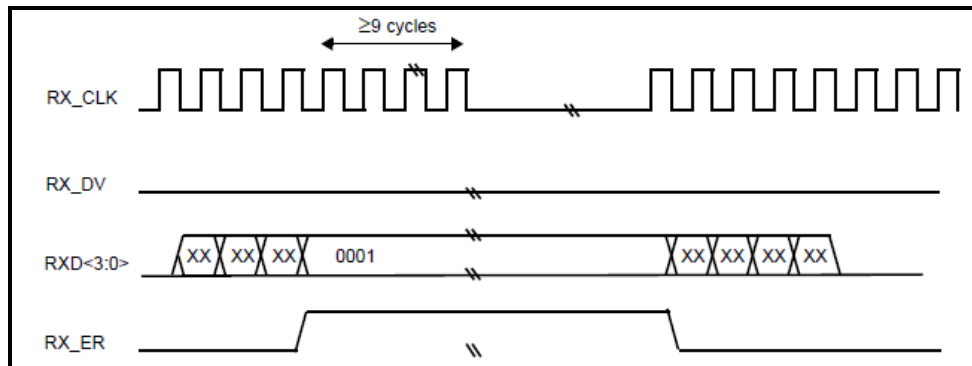 ≥9 cycles
RX_CLK
RX_DV
RXD<3:0> XX XX XX 0001 XX XX XX XX
RX_ER